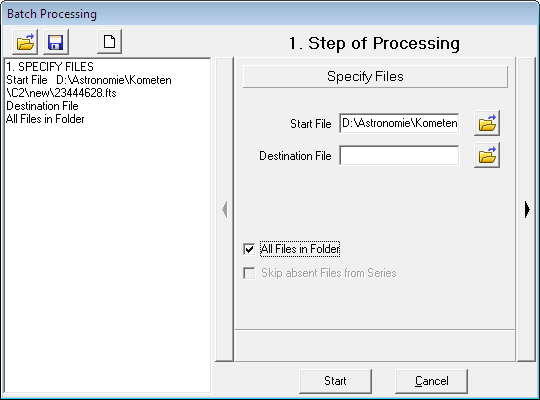 Batch Processing
1. SPECIFY FILES
Start File D:\Astronomie\Kometen
\C2\new\23444628.fts
Destination File
All Files in Folder
1. Step of Processing
Specify Files
Start File D:\Astronomie\Kometen
Destination File
All Files in Folder
Skip absent Files from Series
Start Cancel